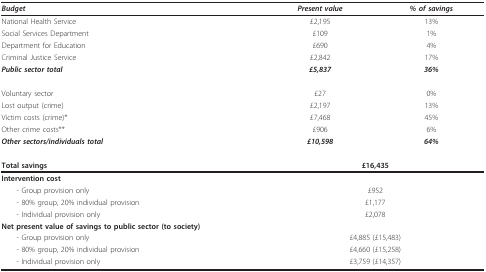 Budget Present value % of savings
National Health Service £2,195 13%
Social Services Department £109 1%
Department for Education £690 4%
Criminal Justice Service £2,842 17%
Public sector total £5,837 36%
Voluntary sector £27 0%
Lost output (crime) £2,197 13%
Victim costs (crime)* £7,468 45%
Other crime costs** £906 6%
Other sectors/individuals total £10,598 64%
Total savings £16,435
Intervention cost
- Group provision only £952
- 80% group, 20% individual provision £1,177
- Individual provision only £2,078
Net present value of savings to public sector (to society)
- Group provision only £4,885 (£15,483)
- 80% group, 20% individual provision £4,660 (£15,258)
- Individual provision only £3,759 (£14,357)